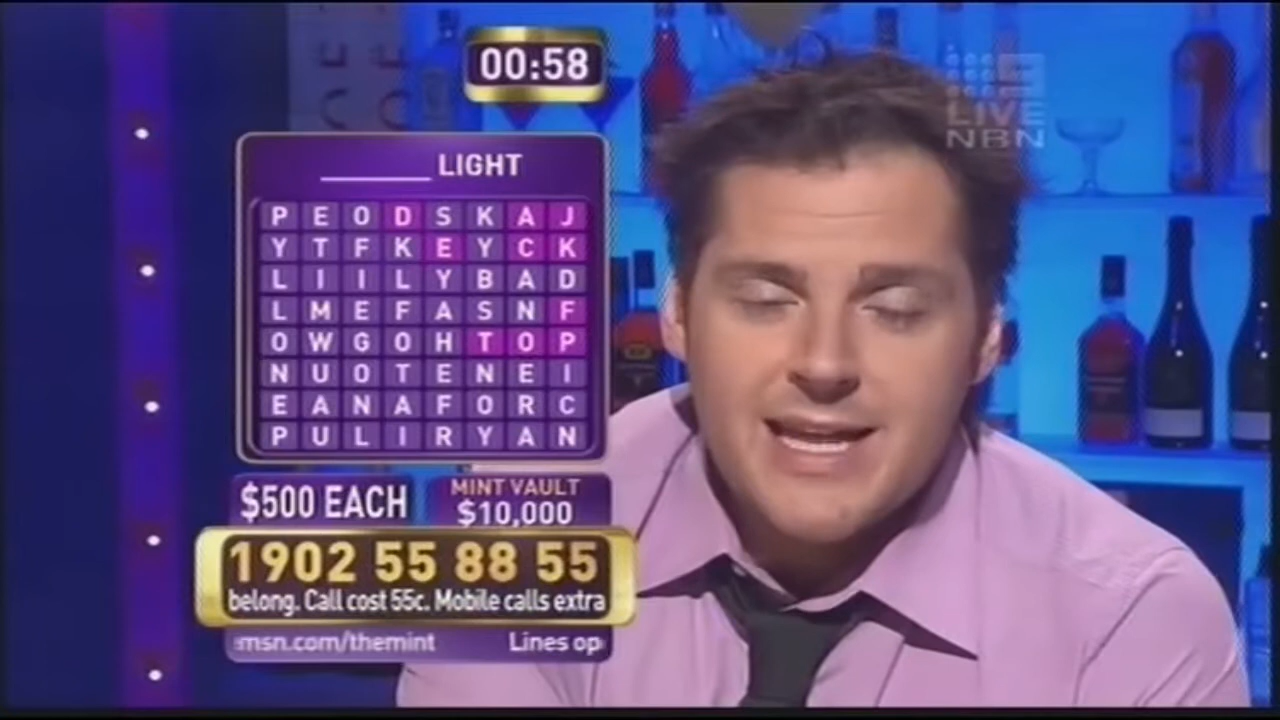 00:58
LIVE
NBN
______ LIGHT
P E O D S K A J
Y T F K E Y C K
L I I L Y B A D
L M E F A S N F
O W G O H T O P
N U O T E N E I
E A N A F O R C
P U L I R Y A N
$500 EACH
MINT VAULT
$10,000
1902 55 88 55
belong. Call cost 55c. Mobile calls extra
msn.com/themint Lines op